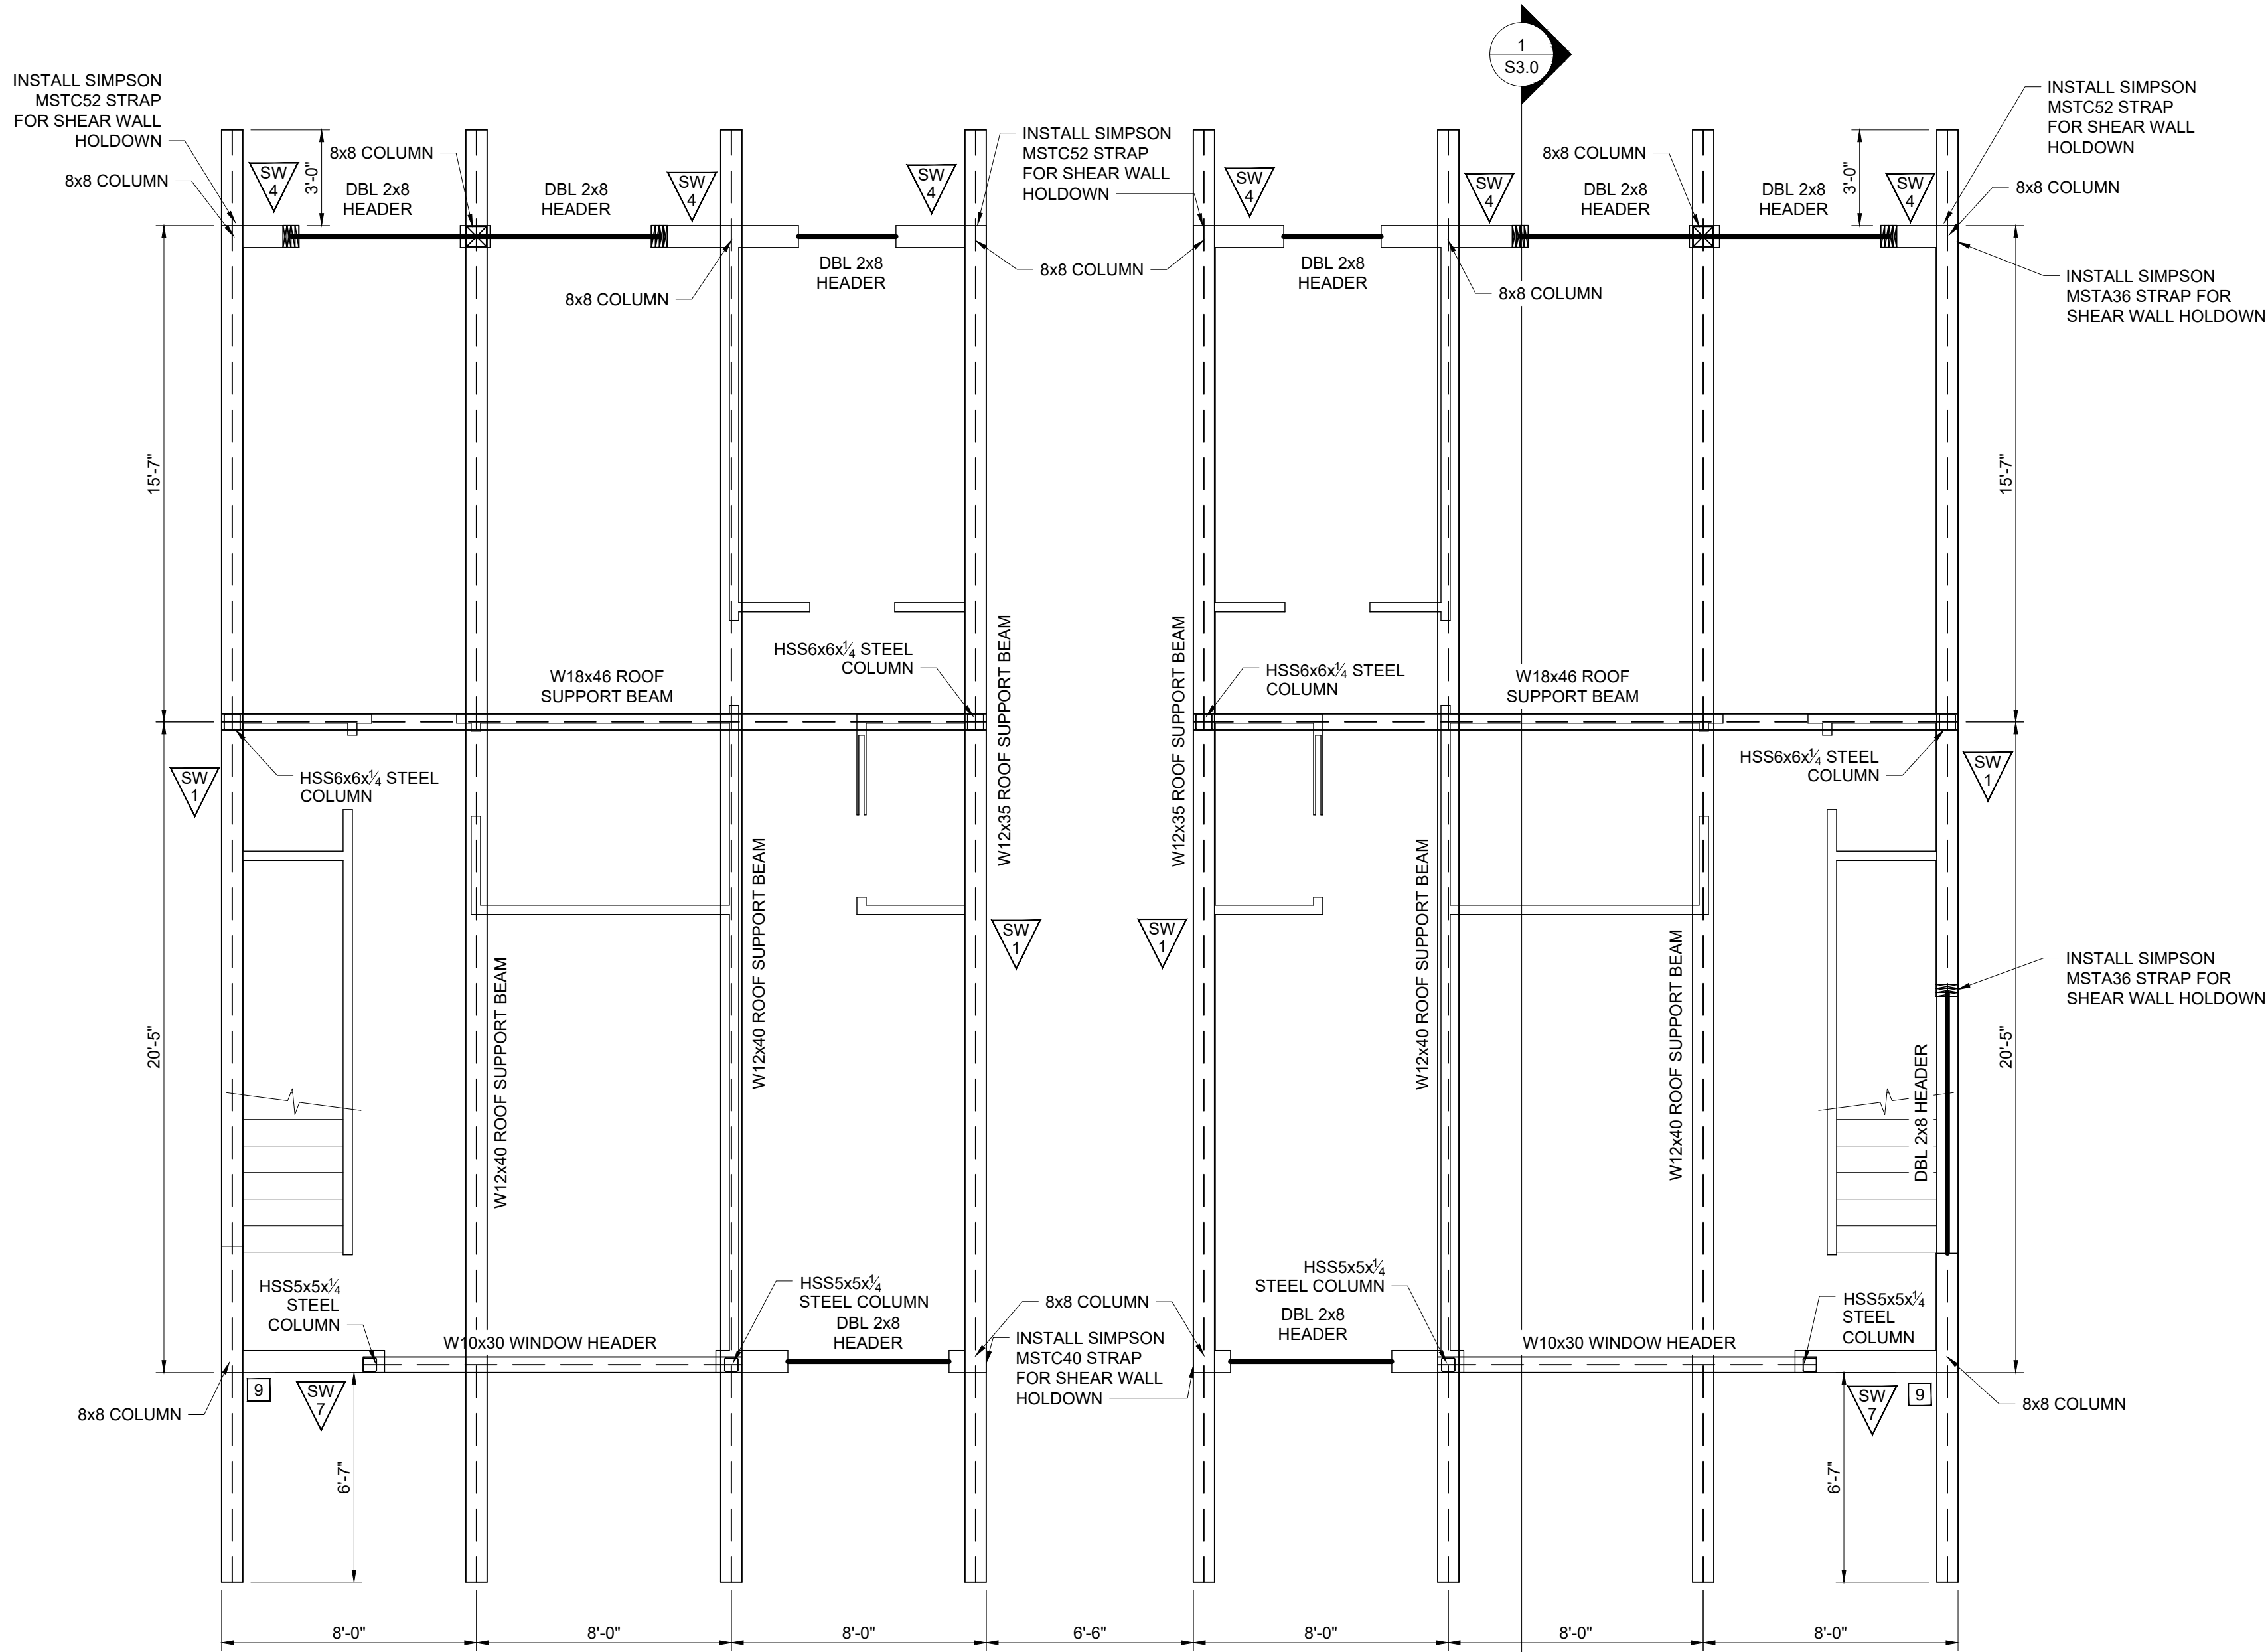 1
S3.0
INSTALL SIMPSON
MSTC52 STRAP
FOR SHEAR WALL
HOLDOWN
8x8 COLUMN
SW
4
3'-0"
8x8 COLUMN
DBL 2x8
HEADER
DBL 2x8
HEADER
SW
4
SW
4
INSTALL SIMPSON
MSTC52 STRAP
FOR SHEAR WALL
HOLDOWN
SW
4
SW
4
8x8 COLUMN
DBL 2x8
HEADER
DBL 2x8
HEADER
3'-0"
SW
4
INSTALL SIMPSON
MSTC52 STRAP
FOR SHEAR WALL
HOLDOWN
8x8 COLUMN
8x8 COLUMN
DBL 2x8
HEADER
8x8 COLUMN
DBL 2x8
HEADER
8x8 COLUMN
INSTALL SIMPSON
MSTA36 STRAP FOR
SHEAR WALL HOLDOWN
15'-7"
15'-7"
W18x46 ROOF
SUPPORT BEAM
HSS6x6x¼ STEEL
COLUMN
W12x35 ROOF SUPPORT BEAM
W12x35 ROOF SUPPORT BEAM
HSS6x6x¼ STEEL
COLUMN
W18x46 ROOF
SUPPORT BEAM
SW
1
HSS6x6x¼ STEEL
COLUMN
HSS6x6x¼ STEEL
COLUMN
SW
1
20'-5"
W12x40 ROOF SUPPORT BEAM
W12x40 ROOF SUPPORT BEAM
SW
1
SW
1
W12x40 ROOF SUPPORT BEAM
W12x40 ROOF SUPPORT BEAM
INSTALL SIMPSON
MSTA36 STRAP FOR
SHEAR WALL HOLDOWN
DBL 2x8 HEADER
20'-5"
HSS5x5x¼
STEEL
COLUMN
W10x30 WINDOW HEADER
HSS5x5x¼
STEEL COLUMN
DBL 2x8
HEADER
8x8 COLUMN
INSTALL SIMPSON
MSTC40 STRAP
FOR SHEAR WALL
HOLDOWN
HSS5x5x¼
STEEL COLUMN
DBL 2x8
HEADER
W10x30 WINDOW HEADER
HSS5x5x¼
STEEL
COLUMN
8x8 COLUMN
9
SW
7
SW
7
9
8x8 COLUMN
6'-7"
6'-7"
8'-0"
8'-0"
8'-0"
6'-6"
8'-0"
8'-0"
8'-0"